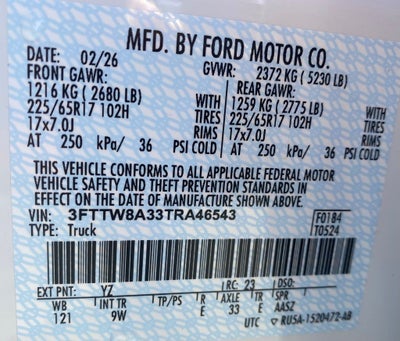 MFD. BY FORD MOTOR CO.
DATE: 02/26 GVWR: 2372 KG ( 5230 LB)
FRONT GAWR: REAR GAWR:
1216 KG ( 2680 LB) WITH 1259 KG ( 2775 LB) WITH
225/65R17 102H TIRES 225/65R17 102H TIRES
17x7.0J RIMS 17x7.0J RIMS
AT 250 kPa/ 36 PSI COLD AT 250 kPa/ 36 PSI COLD
THIS VEHICLE CONFORMS TO ALL APPLICABLE FEDERAL MOTOR
VEHICLE SAFETY AND THEFT PREVENTION STANDARDS IN
EFFECT ON THE DATE OF MANUFACTURE SHOWN ABOVE.
VIN: 3FTTW8A33TRA46543 F0184
TYPE: Truck T0524
EXT PNT: YZ RC: 23 DSO:
WB INT TR TP/PS R AXLE TR SPR
121 9W E 33 E AASZ
UTC RU5A-1520472-AB